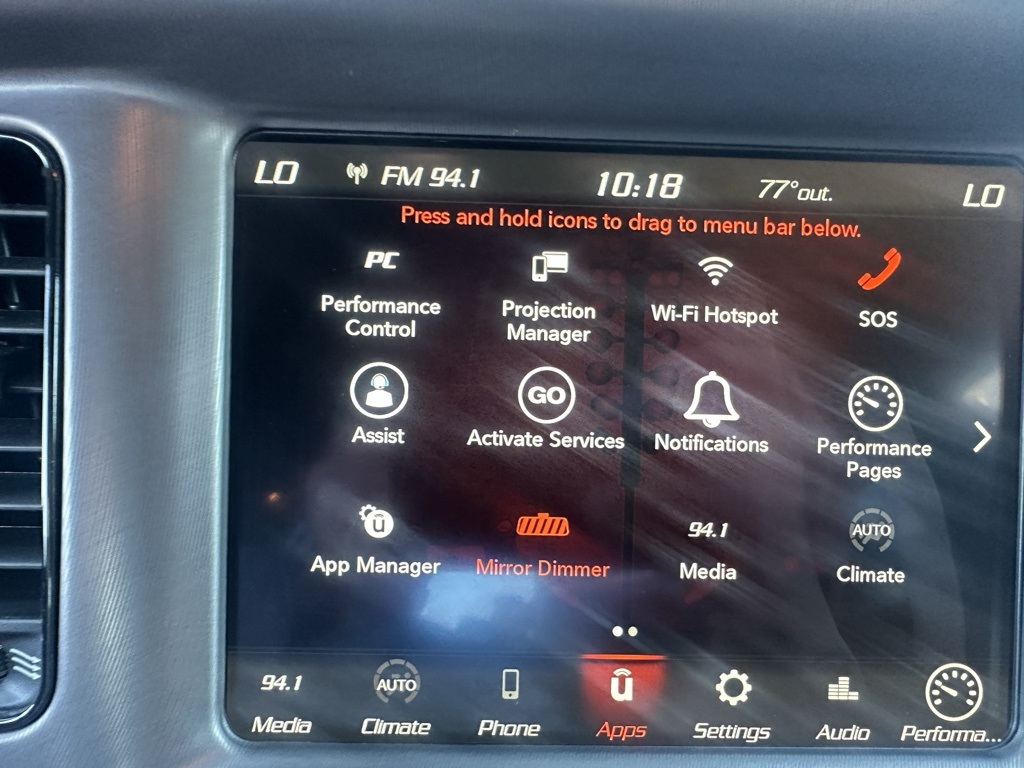 LO FM 94.1 10:18 77° out. LO
Press and hold icons to drag to menu bar below.
PC
Performance Control
Projection Manager
Wi-Fi Hotspot
SOS
Assist
GO
Activate Services
Notifications
Performance Pages
App Manager
Mirror Dimmer
94.1
Media
AUTO
Climate
94.1
Media
AUTO
Climate
Phone
Apps
Settings
Audio
Performa...